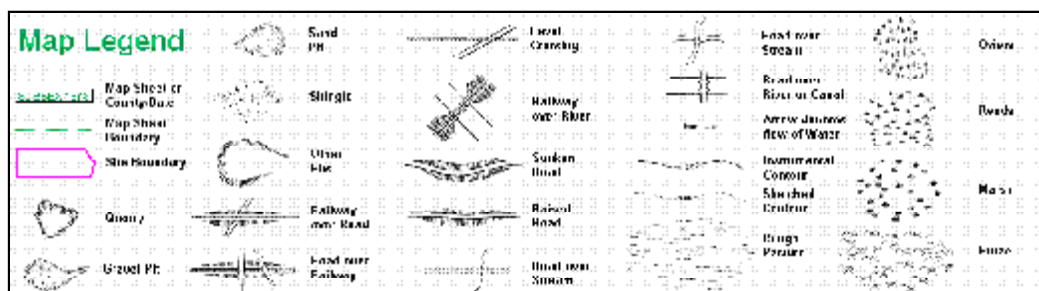 Map Legend
Map Sheet or
County Date
Map Sheet
Boundary
Site Boundary
Quarry
Gravel Pit
Sand
Pit
Shingle
Other
Pits
Railway
over Road
Road over
Railway
Level
Crossing
Railway
over River
Sunken
Road
Raised
Road
Road over
Stream
Road over
Stream
Road over
River or Canal
Arrow denotes
flow of Water
Instrumental
Contour
Sketched
Contour
Rough
Pasture
Osiers
Reeds
Marsh
Furze